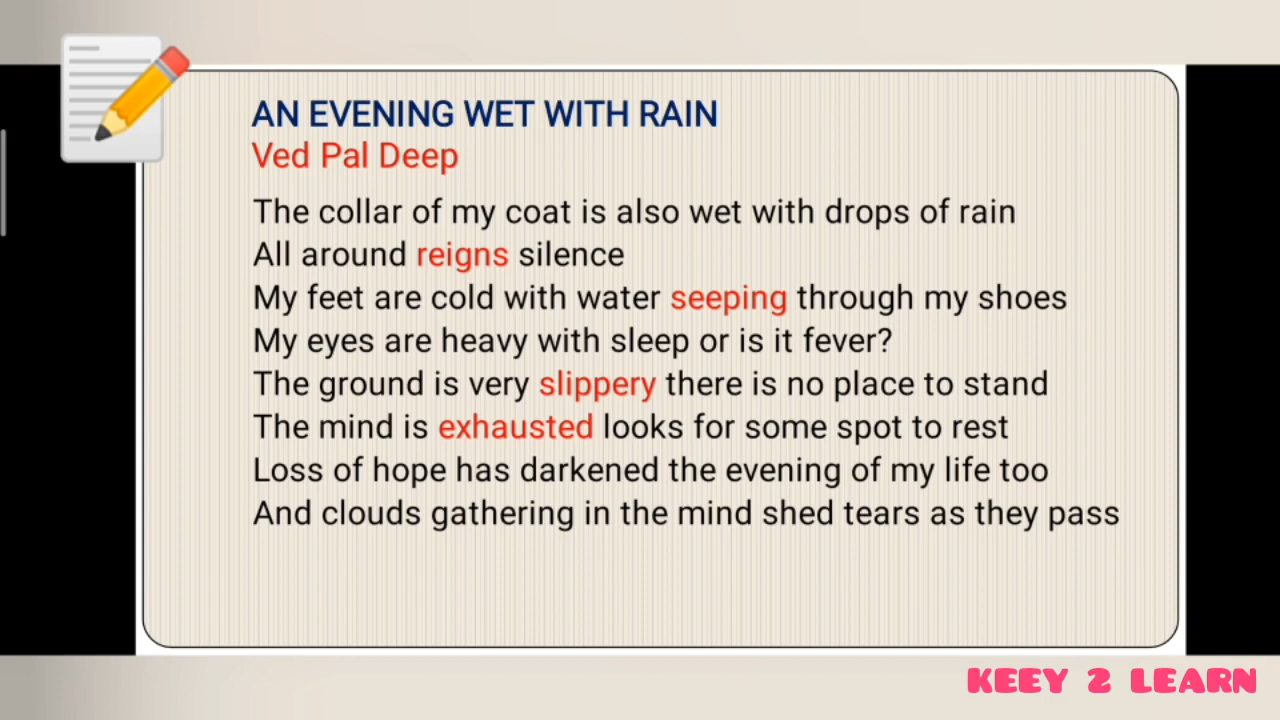 AN EVENING WET WITH RAIN
Ved Pal Deep
The collar of my coat is also wet with drops of rain
All around reigns silence
My feet are cold with water seeping through my shoes
My eyes are heavy with sleep or is it fever?
The ground is very slippery there is no place to stand
The mind is exhausted looks for some spot to rest
Loss of hope has darkened the evening of my life too
And clouds gathering in the mind shed tears as they pass
KEEY 2 LEARN